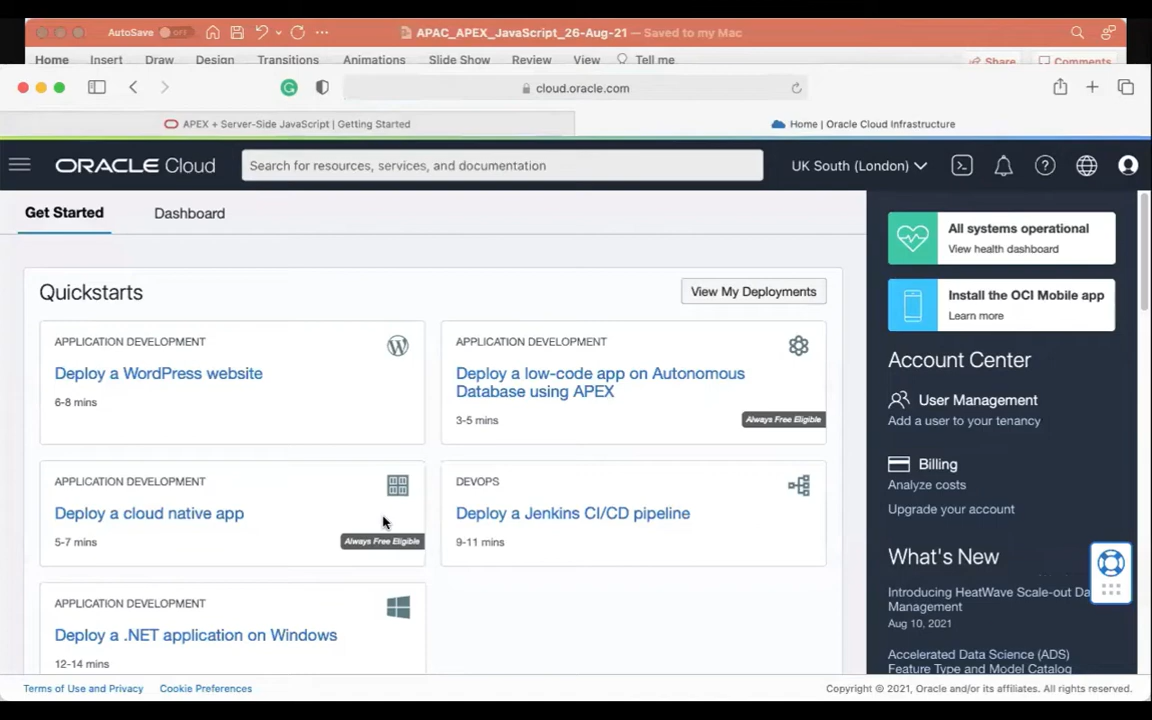 AutoSave OFF
APAC_APEX_JavaScript_26-Aug-21 — Saved to my Mac
Home Insert Draw Design Transitions Animations Slide Show Review View Tell me Share Comments
cloud.oracle.com
APEX + Server-Side JavaScript | Getting Started
Home | Oracle Cloud Infrastructure
ORACLE Cloud
Search for resources, services, and documentation
UK South (London)
Get Started
Dashboard
Quickstarts
View My Deployments
APPLICATION DEVELOPMENT
Deploy a WordPress website
6-8 mins
APPLICATION DEVELOPMENT
Deploy a low-code app on Autonomous
Database using APEX
3-5 mins
Always Free Eligible
APPLICATION DEVELOPMENT
Deploy a cloud native app
5-7 mins
Always Free Eligible
DEVOPS
Deploy a Jenkins CI/CD pipeline
9-11 mins
APPLICATION DEVELOPMENT
Deploy a .NET application on Windows
12-14 mins
All systems operational
View health dashboard
Install the OCI Mobile app
Learn more
Account Center
User Management
Add a user to your tenancy
Billing
Analyze costs
Upgrade your account
What's New
Introducing HeatWave Scale-out Da
Management
Aug 10, 2021
Accelerated Data Science (ADS)
Feature Type and Model Catalog
Terms of Use and Privacy
Cookie Preferences
Copyright © 2021, Oracle and/or its affiliates. All rights reserved.